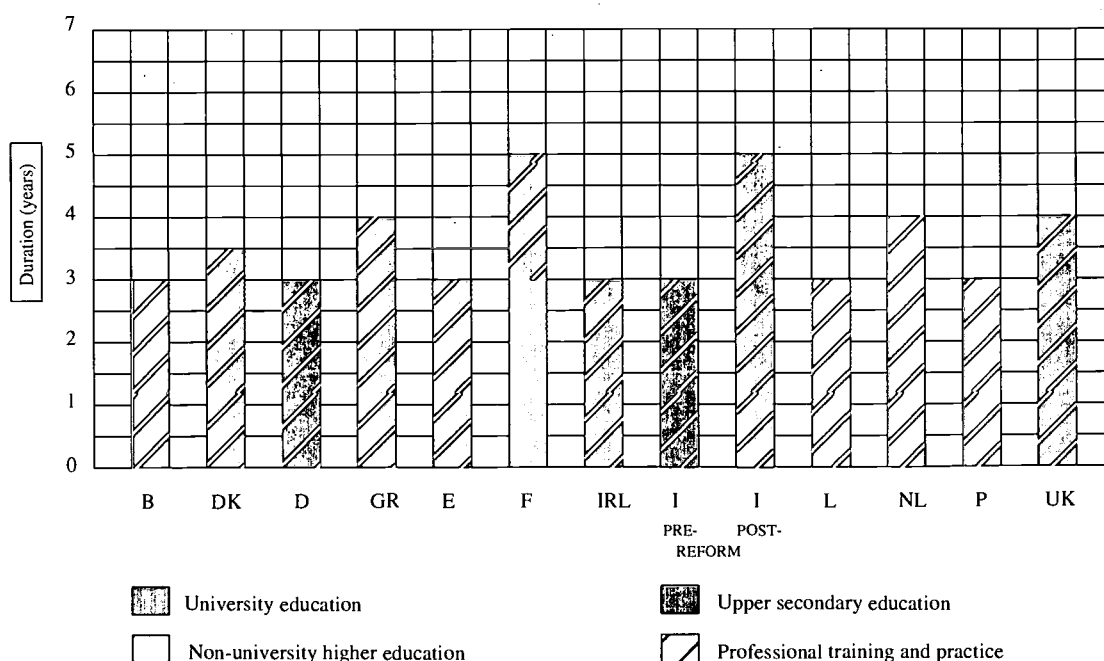 7
6
5
4
3
2
1
0
Duration (years)
B DK D GR E F IRL I I L NL P UK
PRE- POST-
REFORM
University education Upper secondary education
Non-university higher education Professional training and practice